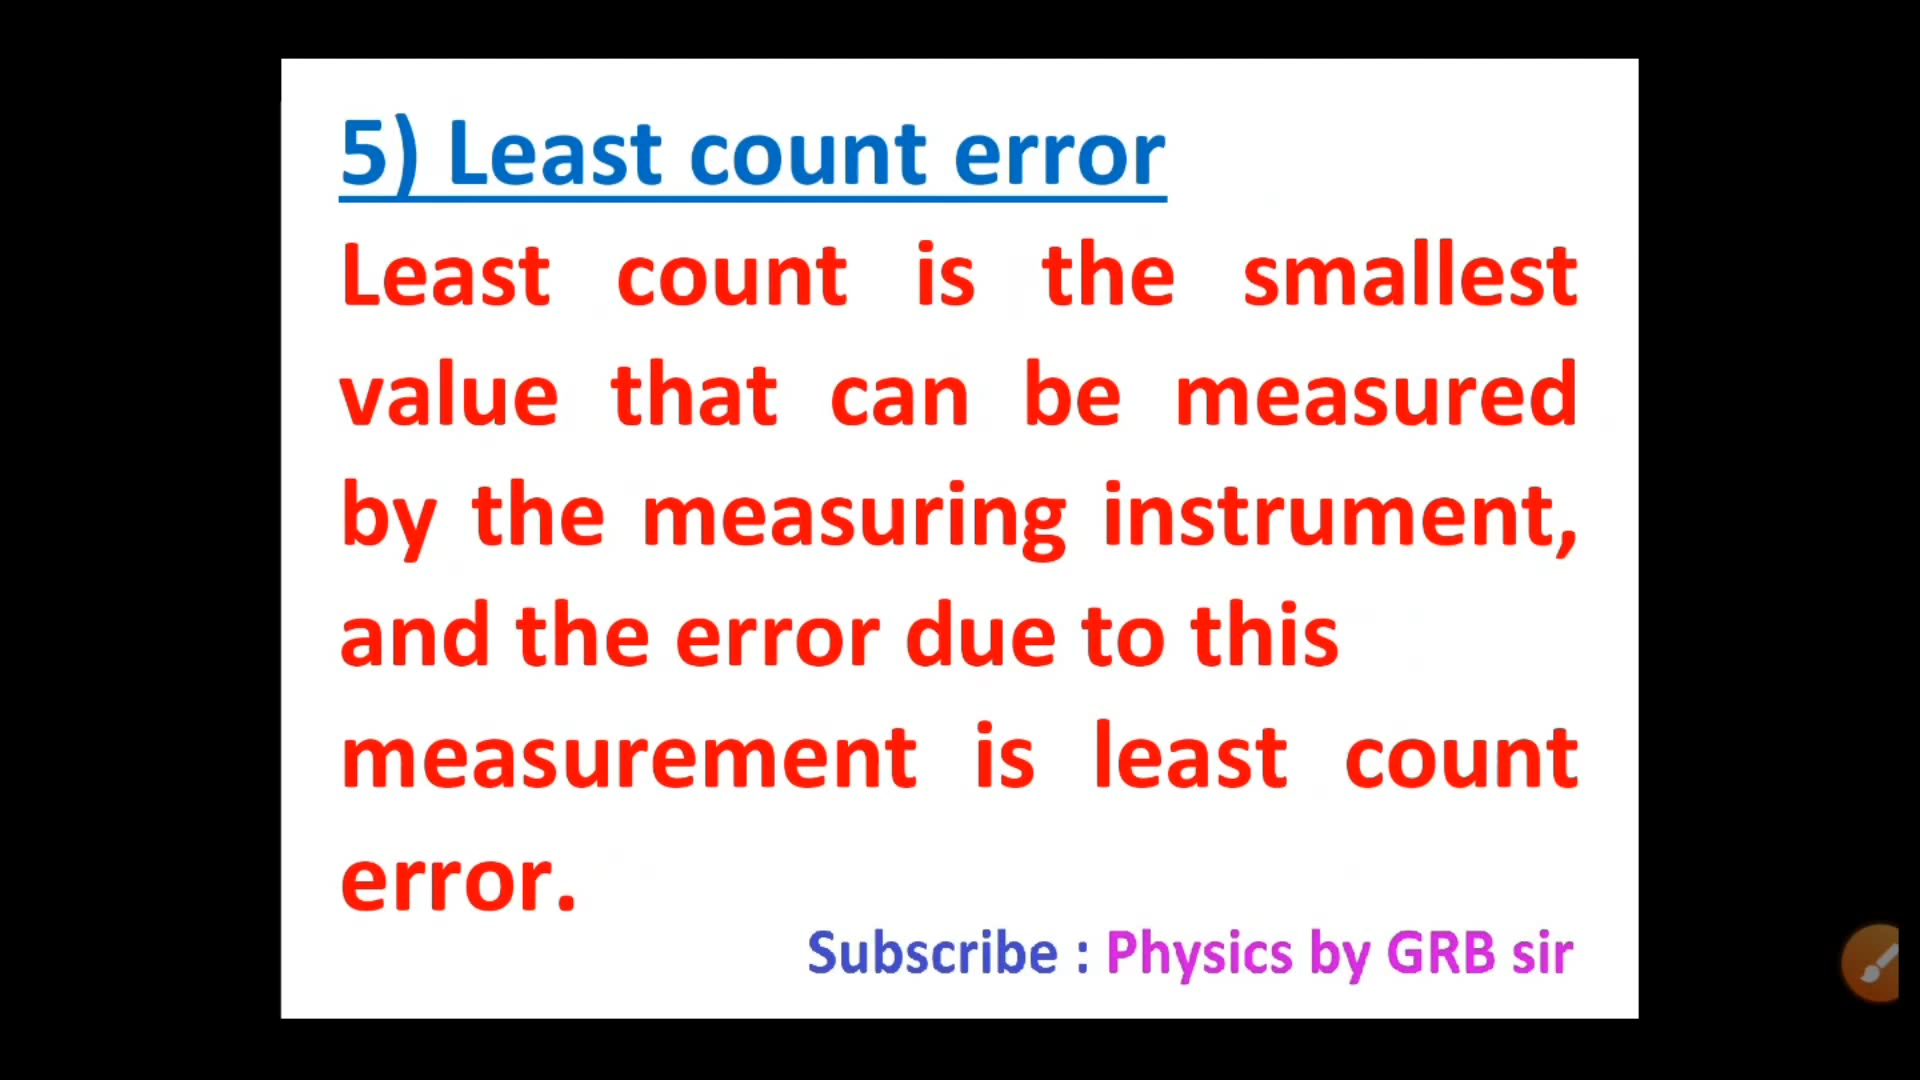 5) Least count error
Least count is the smallest
value that can be measured
by the measuring instrument,
and the error due to this
measurement is least count
error.
Subscribe : Physics by GRB sir